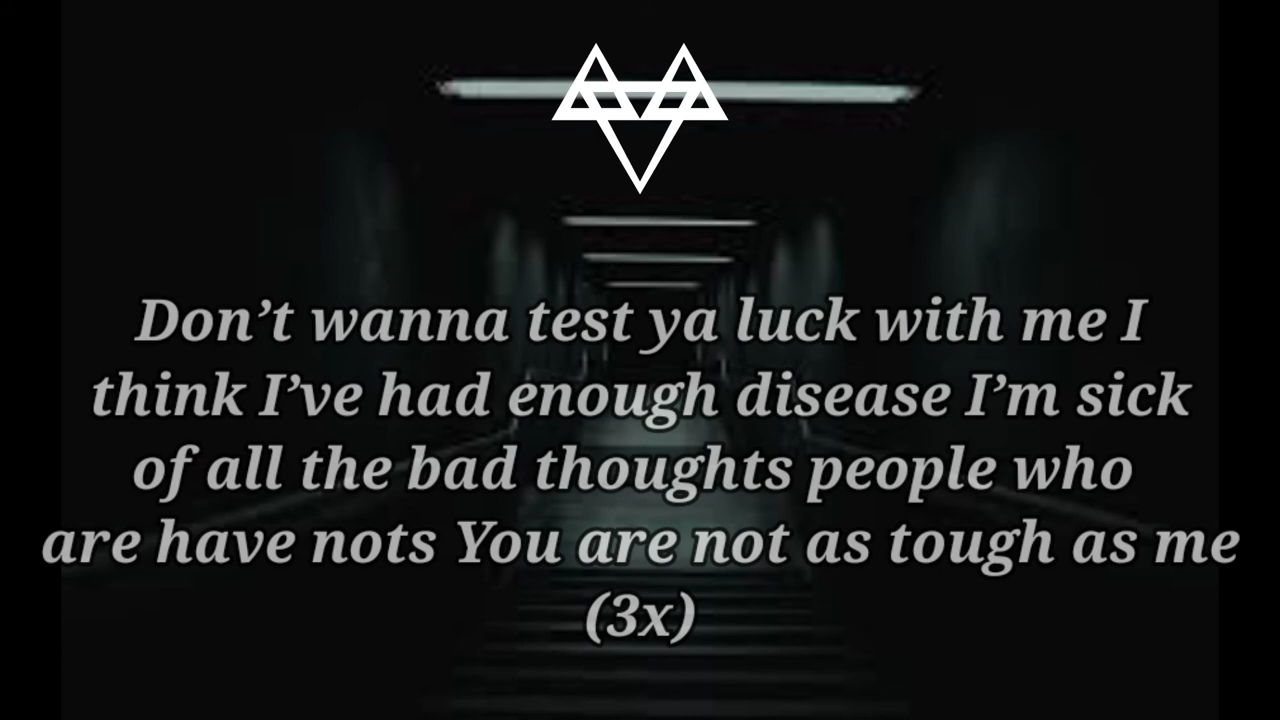 Don’t wanna test ya luck with me I
think I’ve had enough disease I’m sick
of all the bad thoughts people who
are have nots You are not as tough as me
(3x)